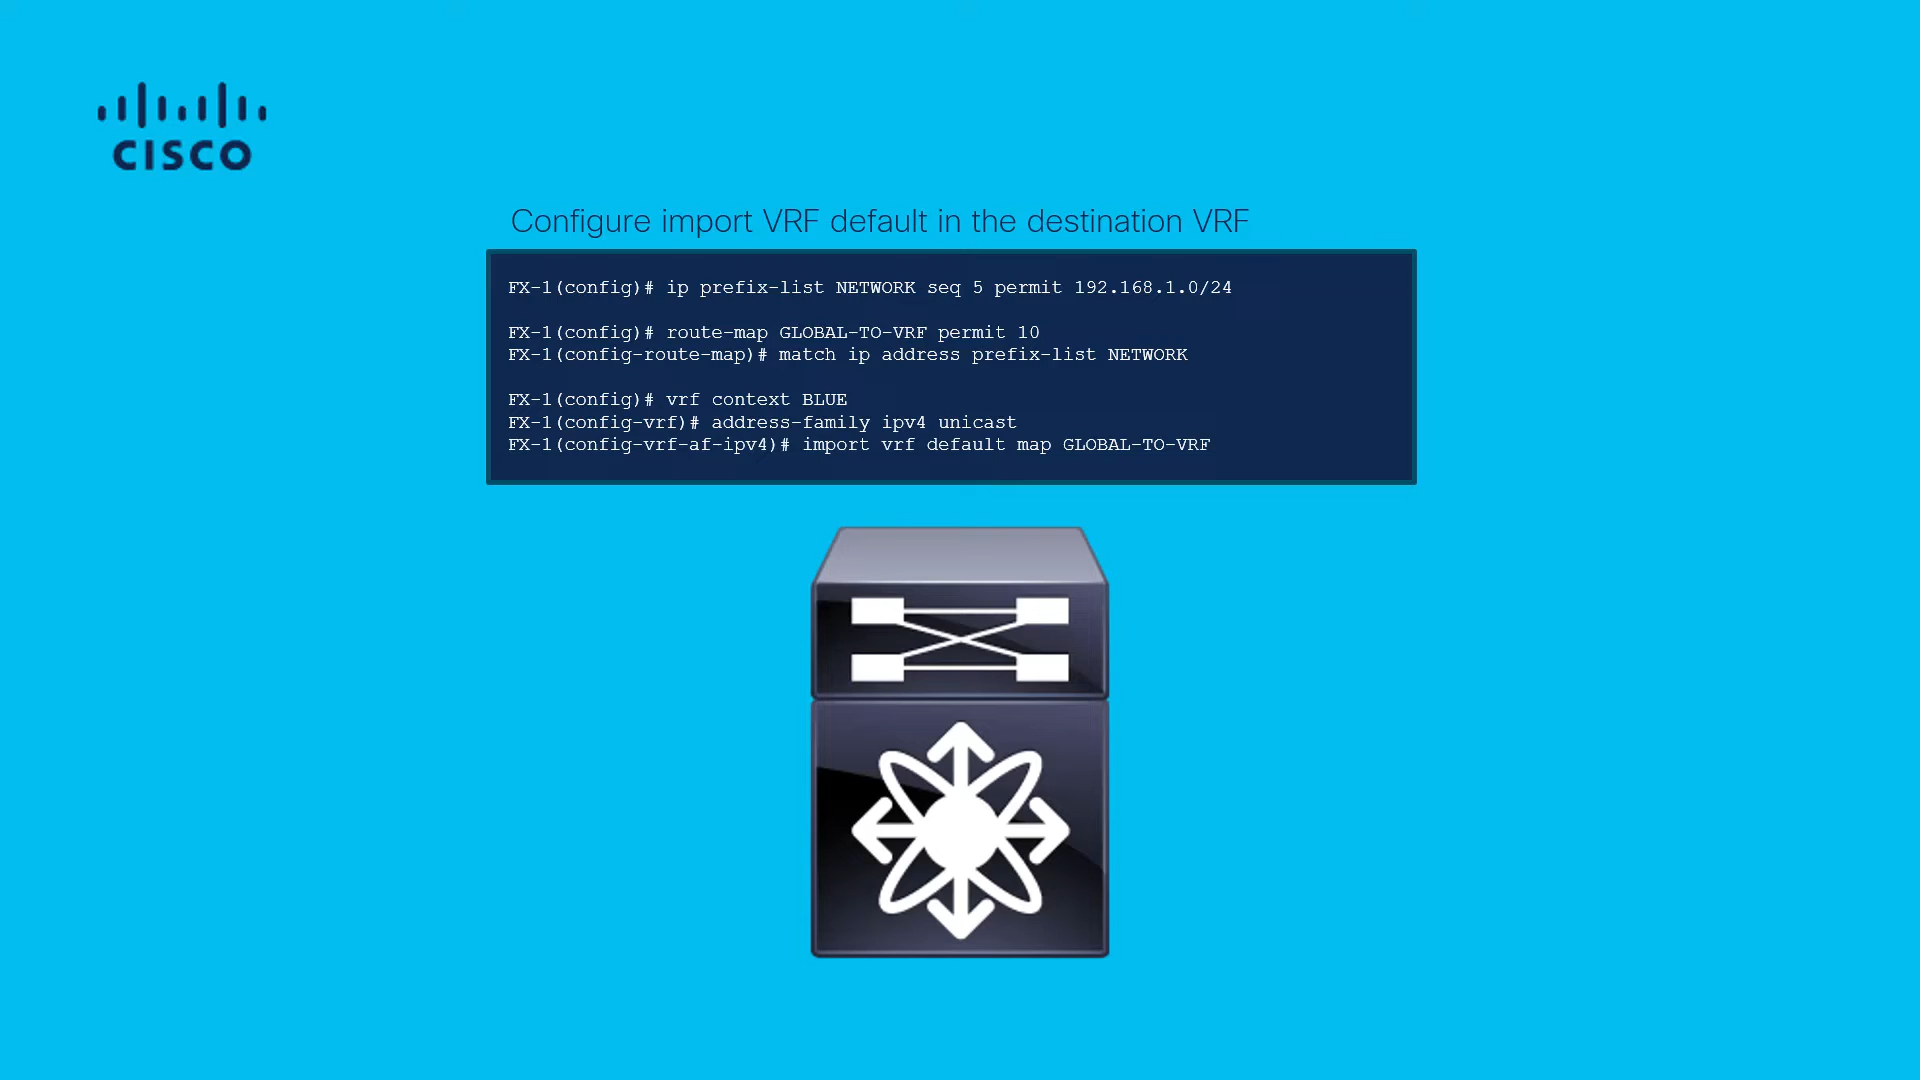 CISCO
Configure import VRF default in the destination VRF
FX-1(config)# ip prefix-list NETWORK seq 5 permit 192.168.1.0/24
FX-1(config)# route-map GLOBAL-TO-VRF permit 10
FX-1(config-route-map)# match ip address prefix-list NETWORK
FX-1(config)# vrf context BLUE
FX-1(config-vrf)# address-family ipv4 unicast
FX-1(config-vrf-af-ipv4)# import vrf default map GLOBAL-TO-VRF